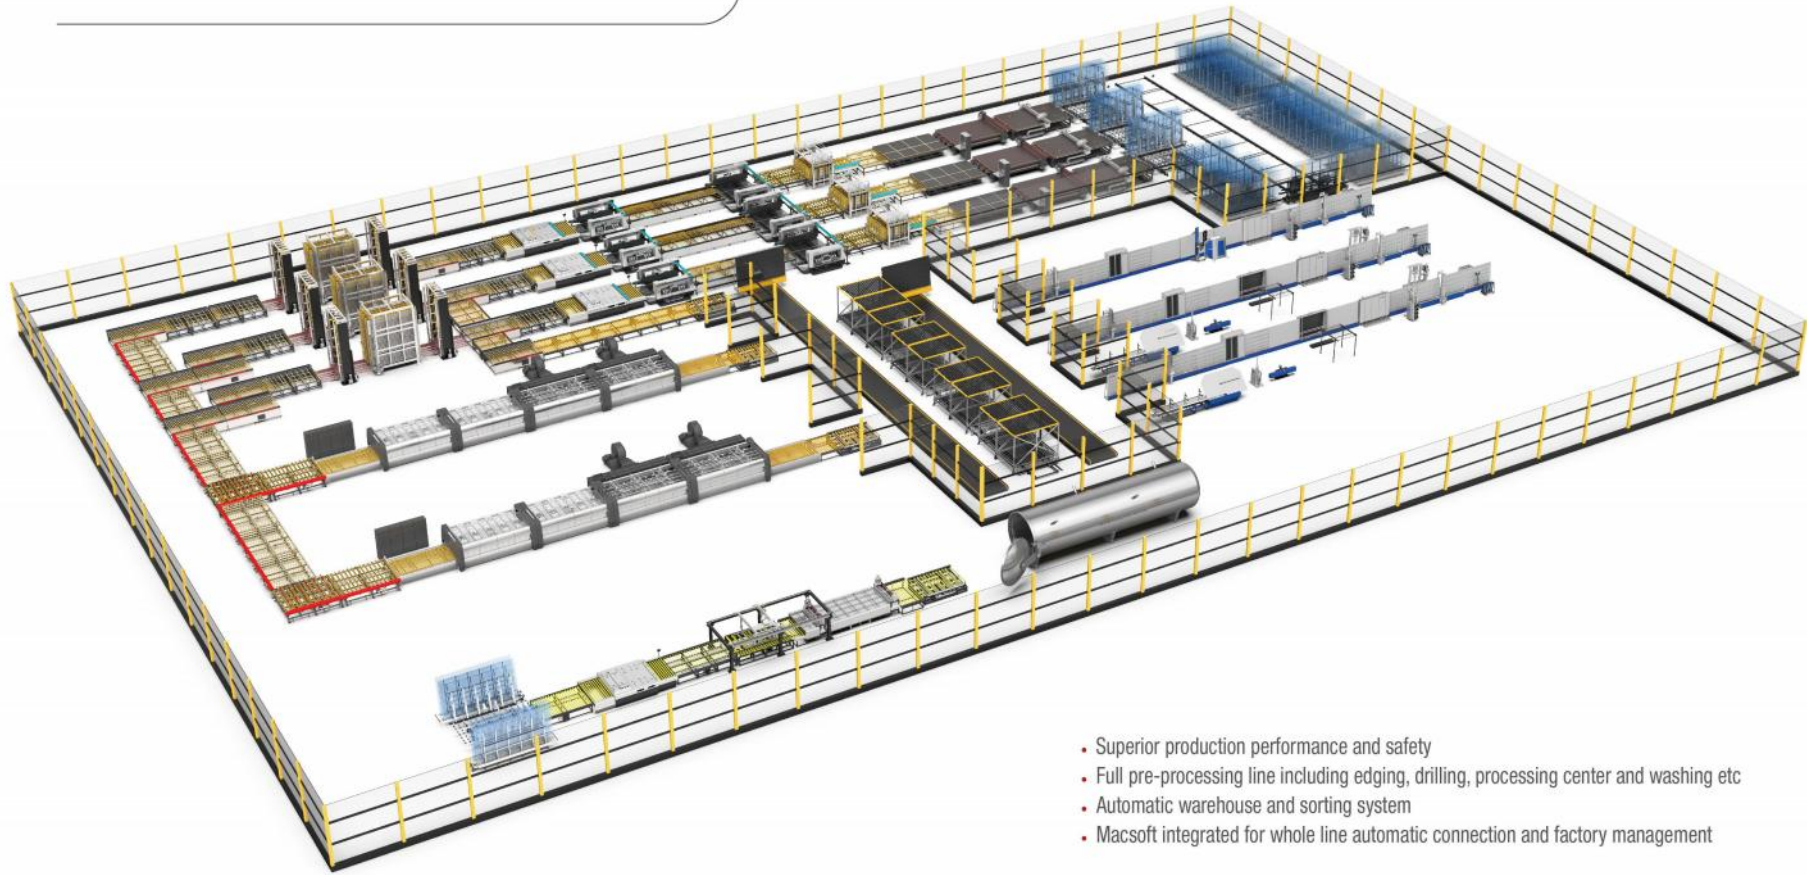 • Superior production performance and safety
• Full pre-processing line including edging, drilling, processing center and washing etc
• Automatic warehouse and sorting system
• Macsoft integrated for whole line automatic connection and factory management